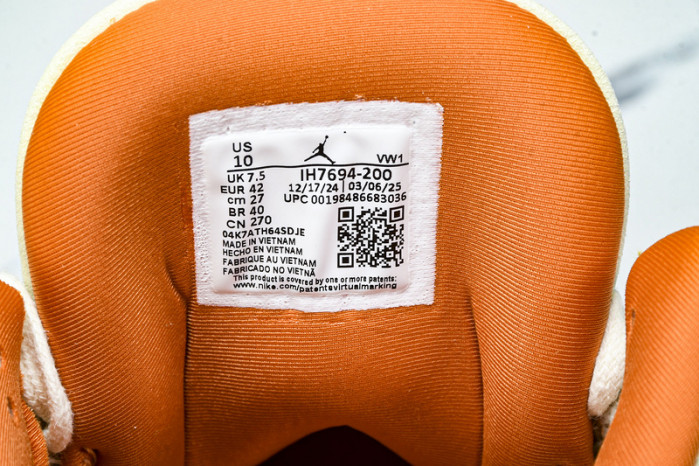 US
10
VW1
UK 7.5
IH7694-200
EUR 42
12/17/24 | 03/06/25
cm 27
UPC 00198486683036
BR 40
CN 270
04K7ATH64SDJE
MADE IN VIETNAM
HECHO EN VIETNAM
FABRIQUE AU VIETNAM
FABRICADO NO VIETNÃ
This product is covered by one or more patents:
www.nike.com/patentsvirtualmarking